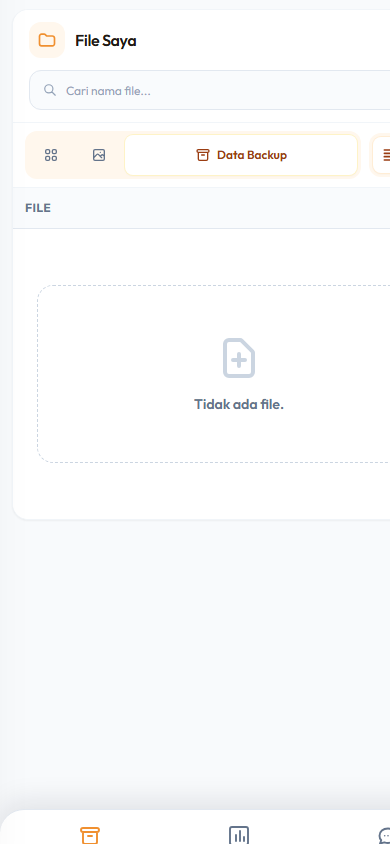 File Saya
Cari nama file...
Data Backup
FILE
Tidak ada file.